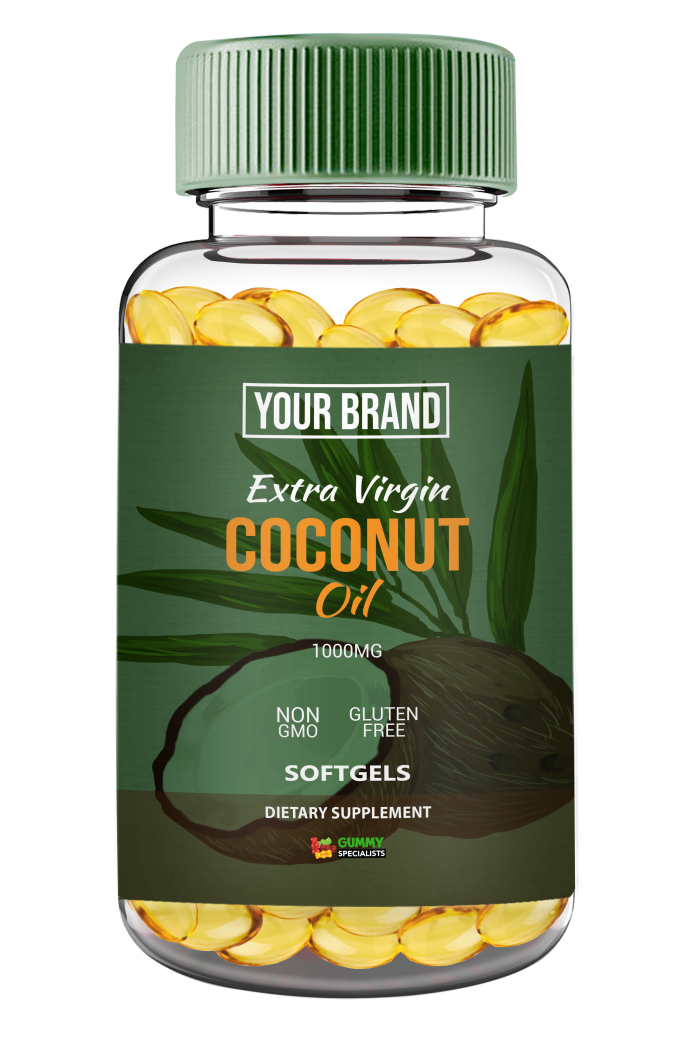 YOUR BRAND
Extra Virgin
COCONUT
Oil
1000MG
NON GLUTEN
GMO FREE
SOFTGELS
DIETARY SUPPLEMENT
GUMMY
SPECIALISTS